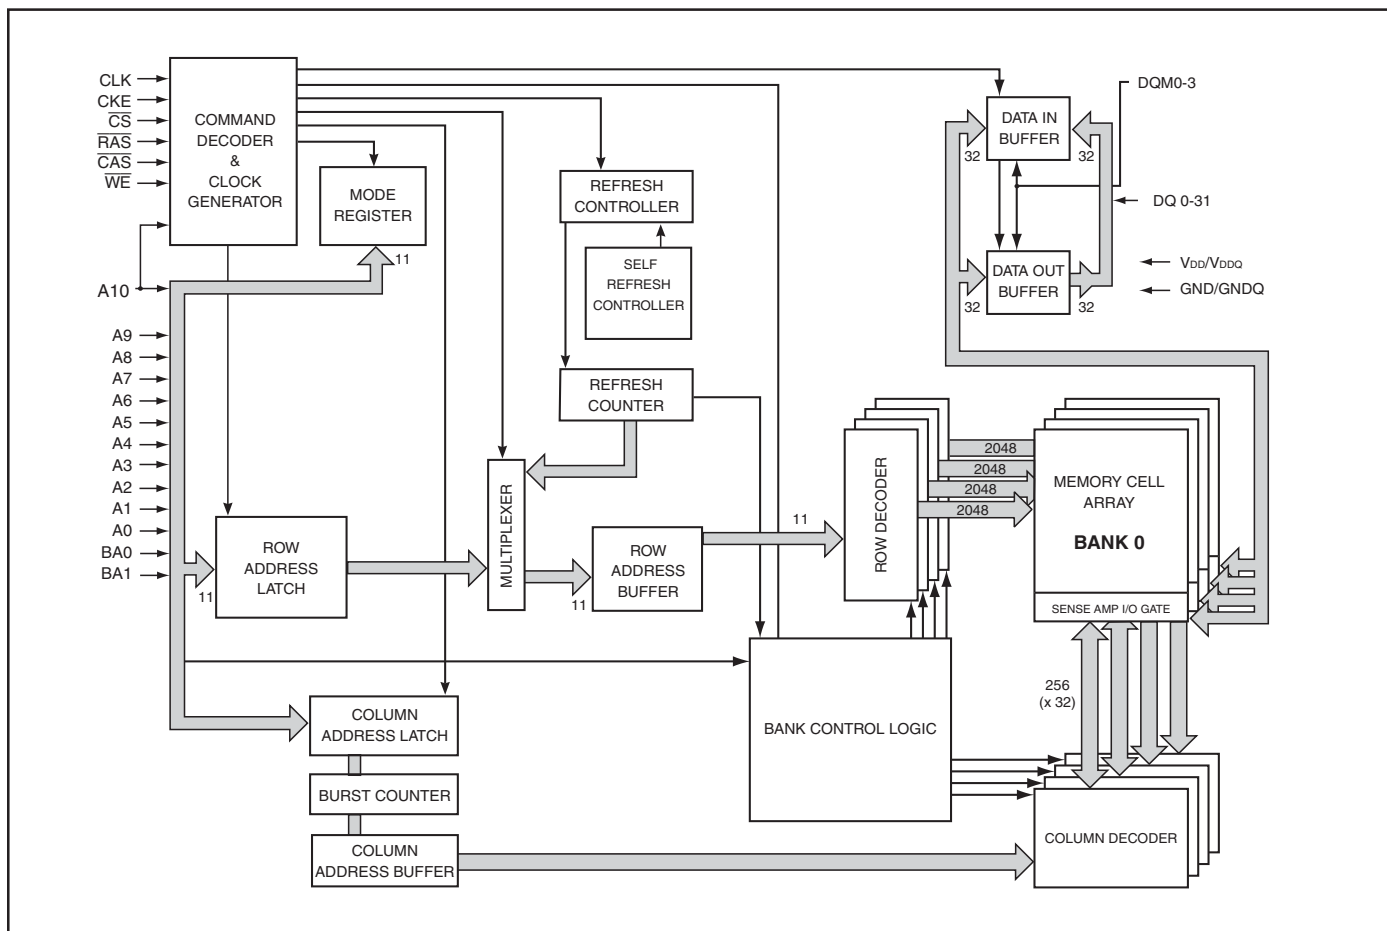 CLK
CKE
CS
RAS
CAS
WE
A10
A9
A8
A7
A6
A5
A4
A3
A2
A1
A0
BA0
BA1
COMMAND
DECODER
&
CLOCK
GENERATOR
MODE
REGISTER
11
REFRESH
CONTROLLER
SELF
REFRESH
CONTROLLER
REFRESH
COUNTER
DATA IN
BUFFER
32
32
DQM0-3
DQ 0-31
DATA OUT
BUFFER
32
32
VDD/VDDQ
GND/GNDQ
11
ROW
ADDRESS
LATCH
MULTIPLEXER
11
ROW
ADDRESS
BUFFER
11
ROW DECODER
2048
2048
2048
2048
MEMORY CELL
ARRAY
BANK 0
SENSE AMP I/O GATE
256
(x 32)
BANK CONTROL LOGIC
COLUMN
ADDRESS LATCH
BURST COUNTER
COLUMN
ADDRESS BUFFER
COLUMN DECODER